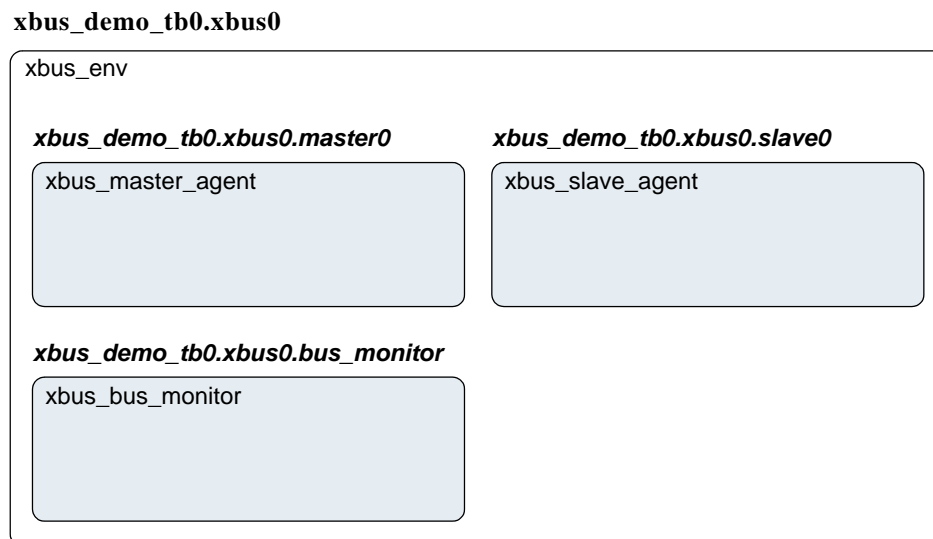 xbus_demo_tb0.xbus0
xbus_env
xbus_demo_tb0.xbus0.master0 xbus_demo_tb0.xbus0.slave0
xbus_master_agent xbus_slave_agent
xbus_demo_tb0.xbus0.bus_monitor
xbus_bus_monitor